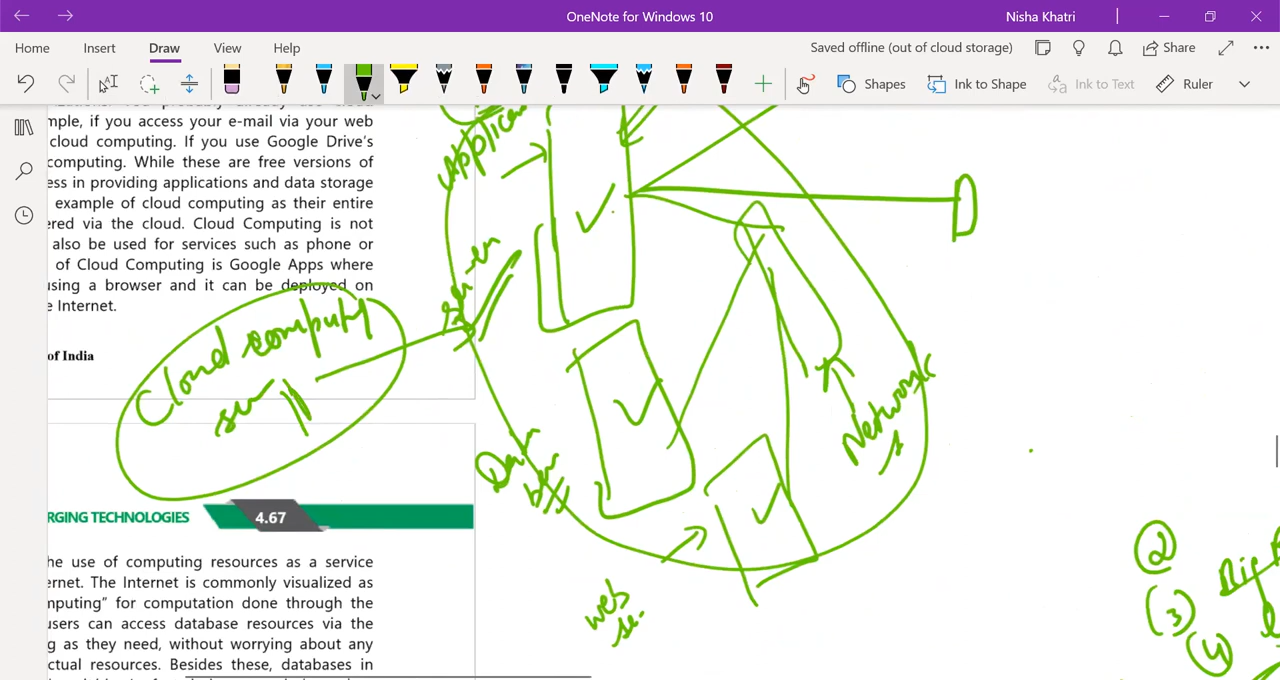 OneNote for Windows 10
Nisha Khatri
Home Insert Draw View Help
Saved offline (out of cloud storage)
Share
Shapes
Ink to Shape
Ink to Text
Ruler
mple, if you access your e-mail via your web
cloud computing. If you use Google Drive's
computing. While these are free versions of
ess in providing applications and data storage
example of cloud computing as their entire
ered via the cloud. Cloud Computing is not
also be used for services such as phone or
of Cloud Computing is Google Apps where
using a browser and it can be deployed on
e Internet.
of India
Cloud computing
Network
web
se
RGING TECHNOLOGIES
4.67
he use of computing resources as a service
ernet. The Internet is commonly visualized as
mputing" for computation done through the
users can access database resources via the
g as they need, without worrying about any
ctual resources. Besides these, databases in
2
(3)
(4)